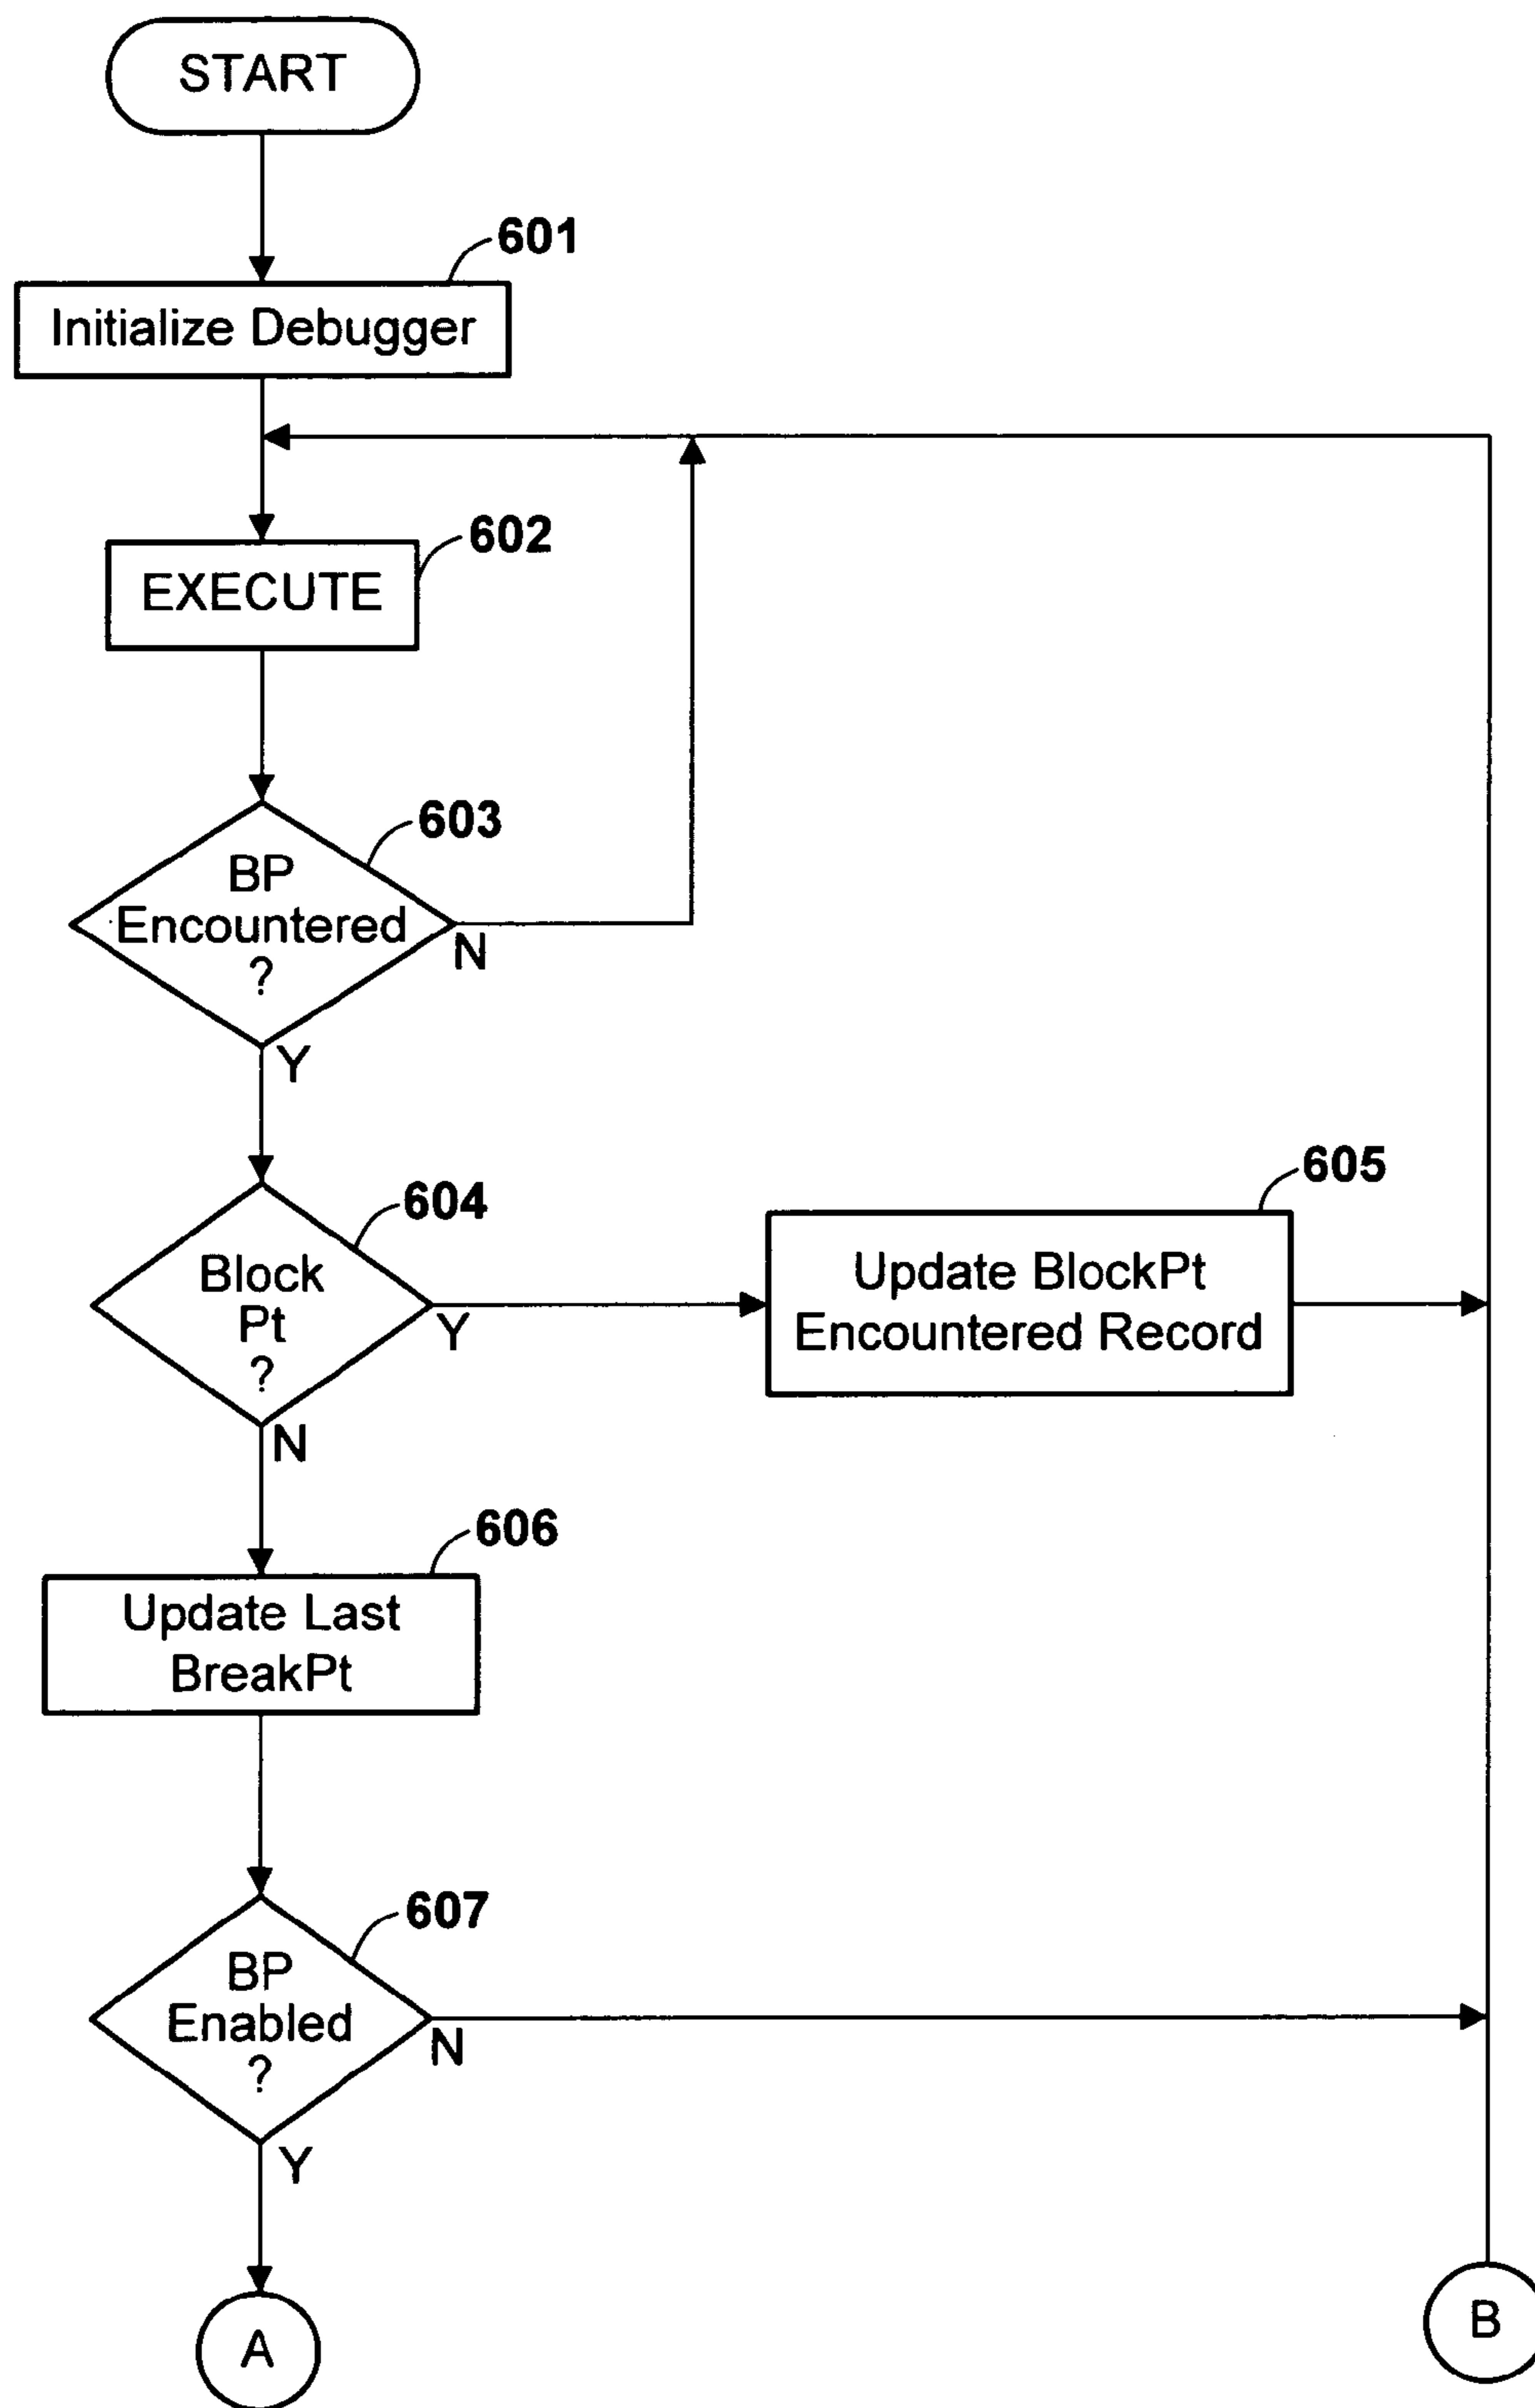 START
601
Initialize Debugger
602
EXECUTE
603
BP
Encountered
?
N
Y
604
Block
Pt
?
Y
N
605
Update BlockPt
Encountered Record
606
Update Last
BreakPt
607
BP
Enabled
?
N
Y
A
B